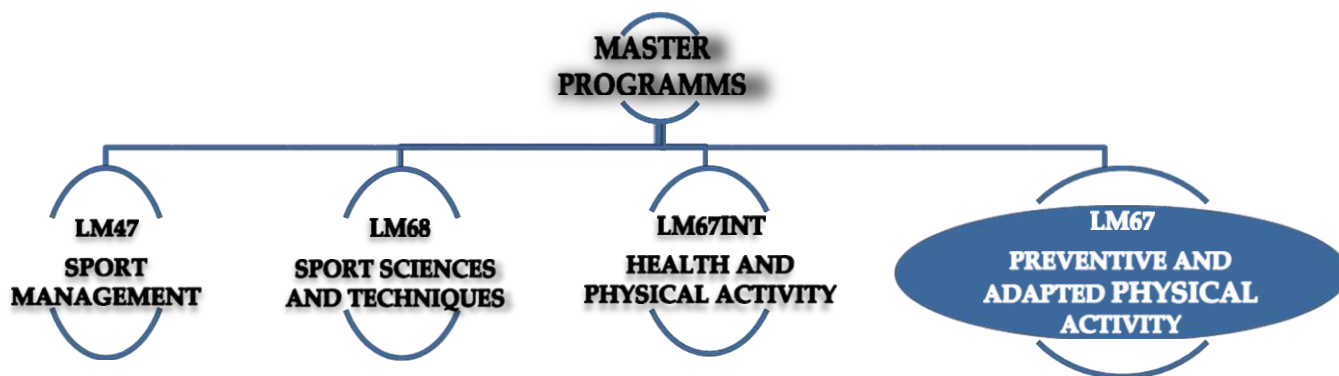 MASTER
PROGRAMMS
LM47
SPORT
MANAGEMENT
LM68
SPORT SCIENCES
AND TECHNIQUES
LM67INT
HEALTH AND
PHYSICAL ACTIVITY
LM67
PREVENTIVE AND
ADAPTED PHYSICAL
ACTIVITY